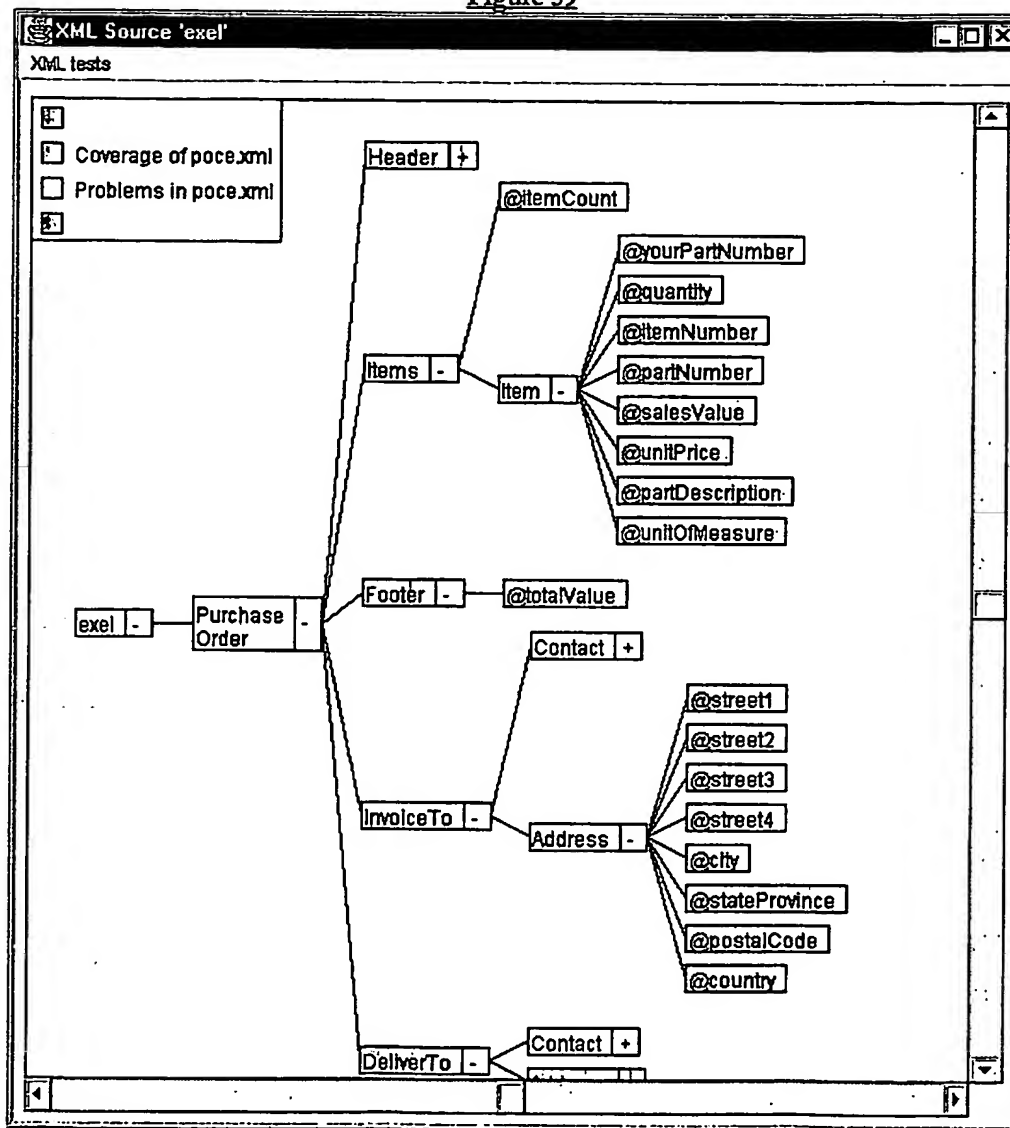 Figure 39
XML Source 'exel'
XML tests
Coverage of poce.xml
Problems in poce.xml
Header +
@itemCount
@yourPartNumber
@quantity
@itemNumber
@partNumber
@salesValue
@unitPrice
@partDescription
@unitOfMeasure
Items -
Item -
Footer -
@totalValue
exel -
Purchase
Order -
Contact +
@street1
@street2
@street3
@street4
@city
@stateProvince
@postalCode
@country
InvoiceTo -
Address -
DeliverTo -
Contact +